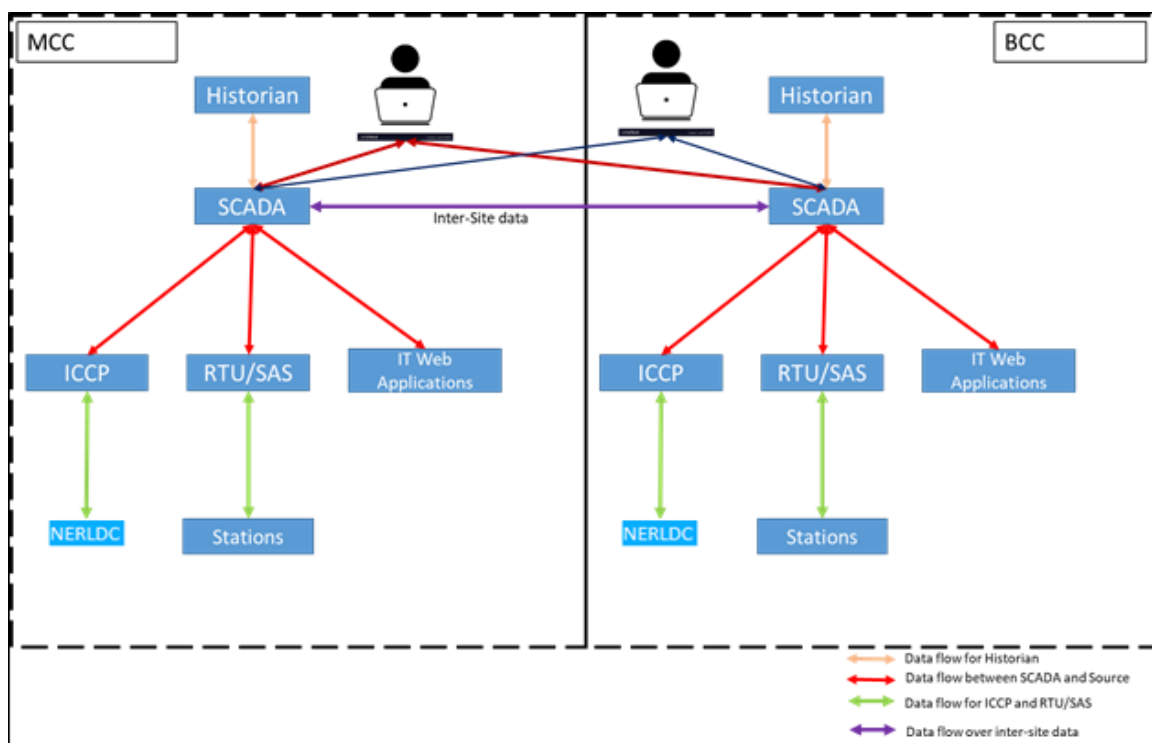 MCC
BCC
Historian
Historian
SCADA
SCADA
Inter-Site data
ICCP
RTU/SAS
IT Web
Applications
ICCP
RTU/SAS
IT Web
Applications
NERLDC
Stations
NERLDC
Stations
Data flow for Historian
Data flow between SCADA and Source
Data flow for ICCP and RTU/SAS
Data flow over inter-site data